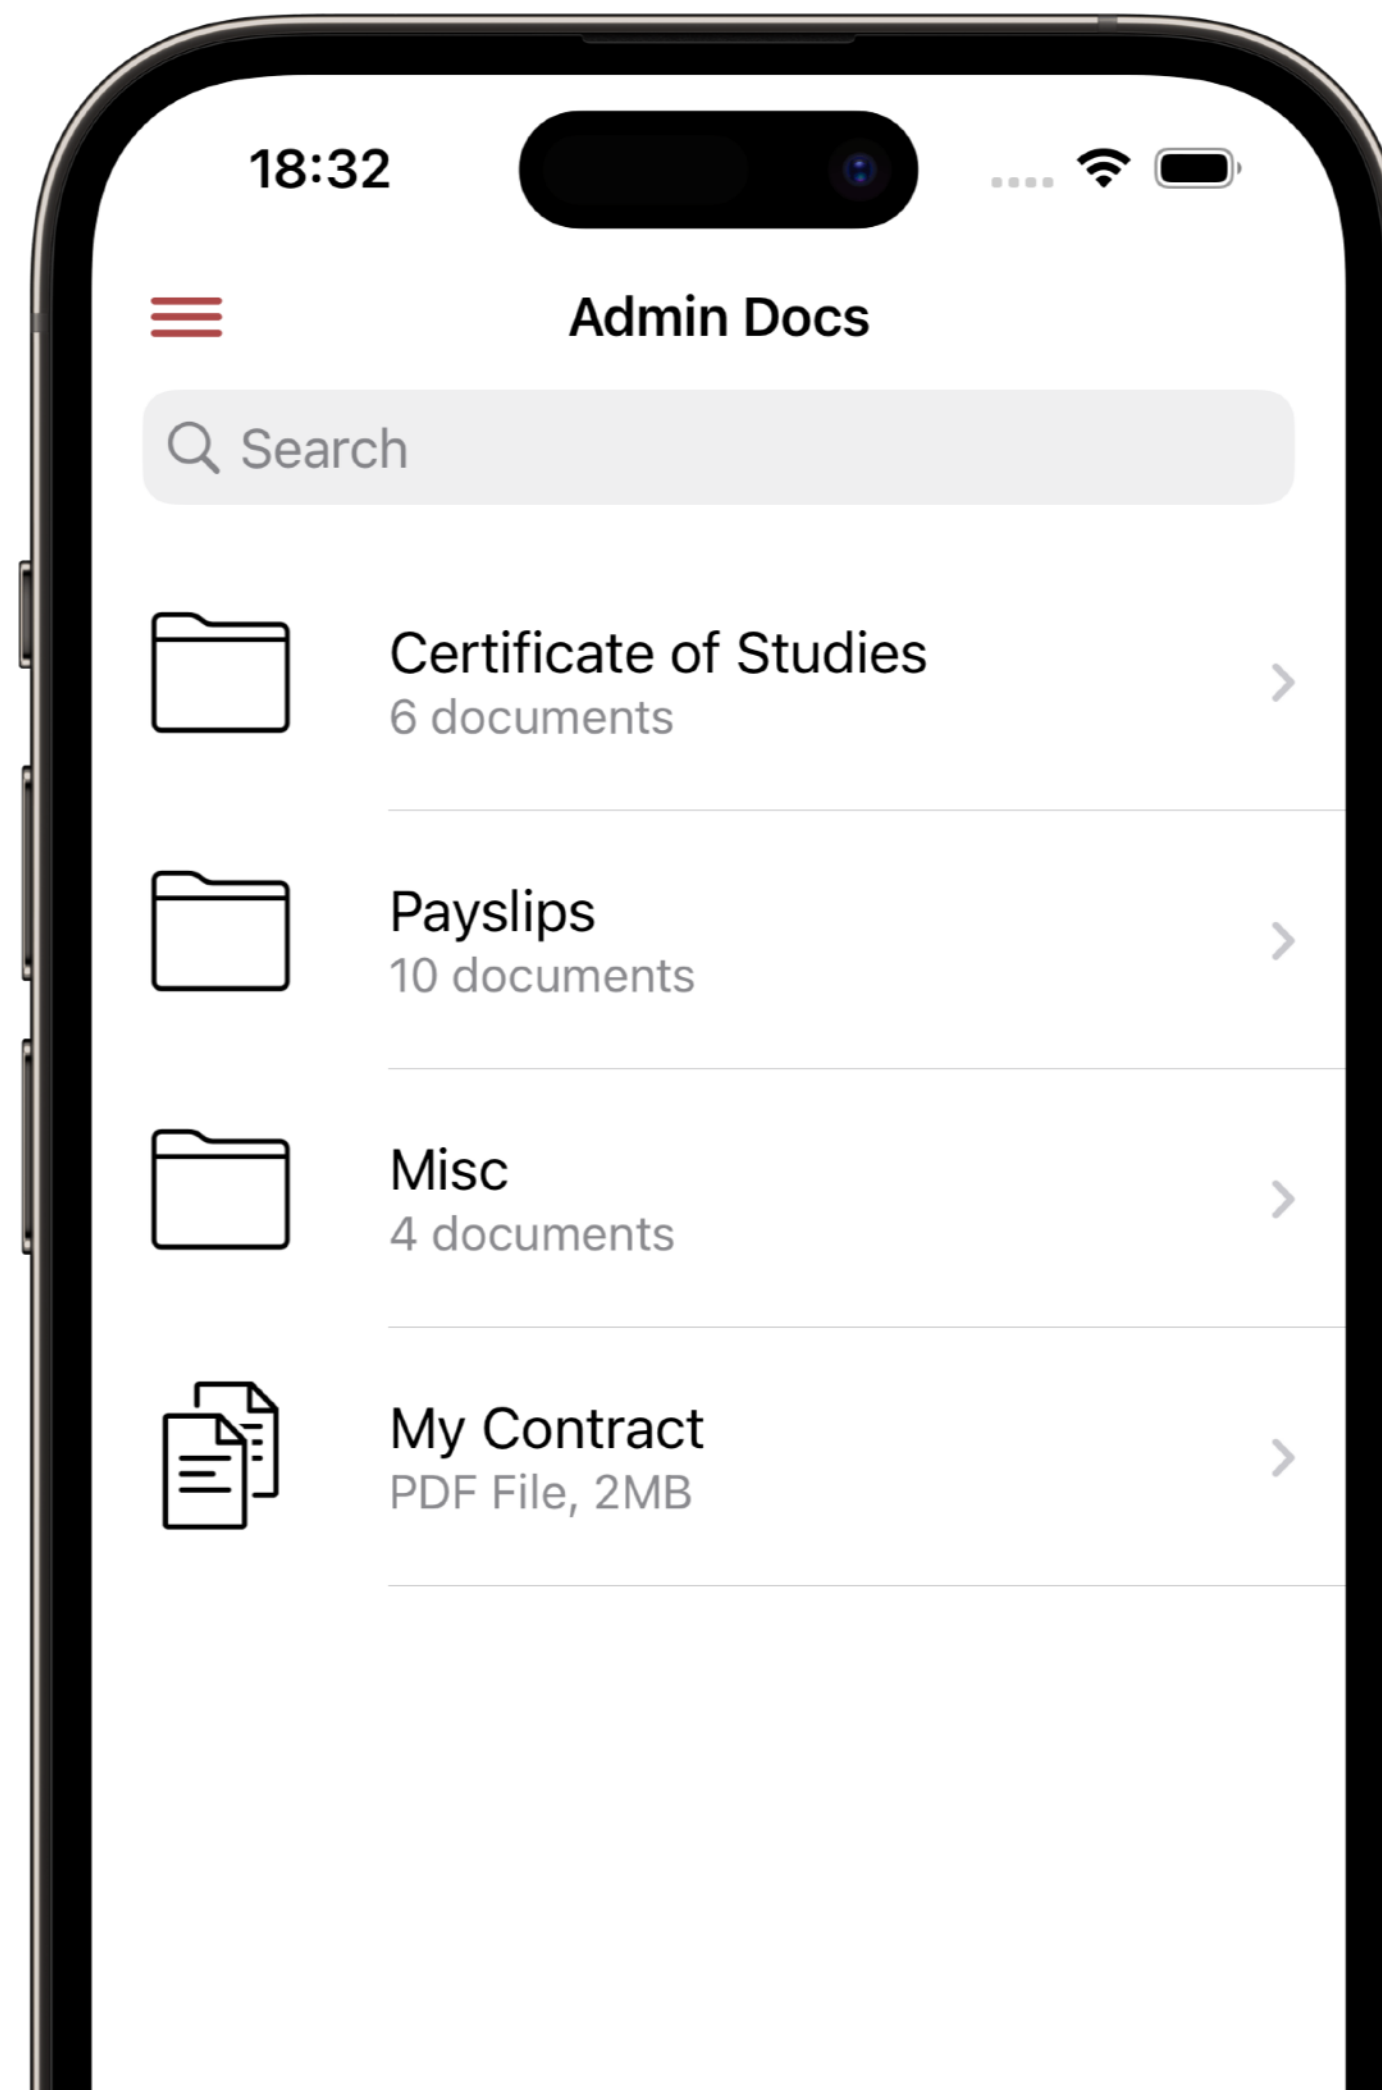 18:32
Admin Docs
Search
Certificate of Studies
6 documents
Payslips
10 documents
Misc
4 documents
My Contract
PDF File, 2MB